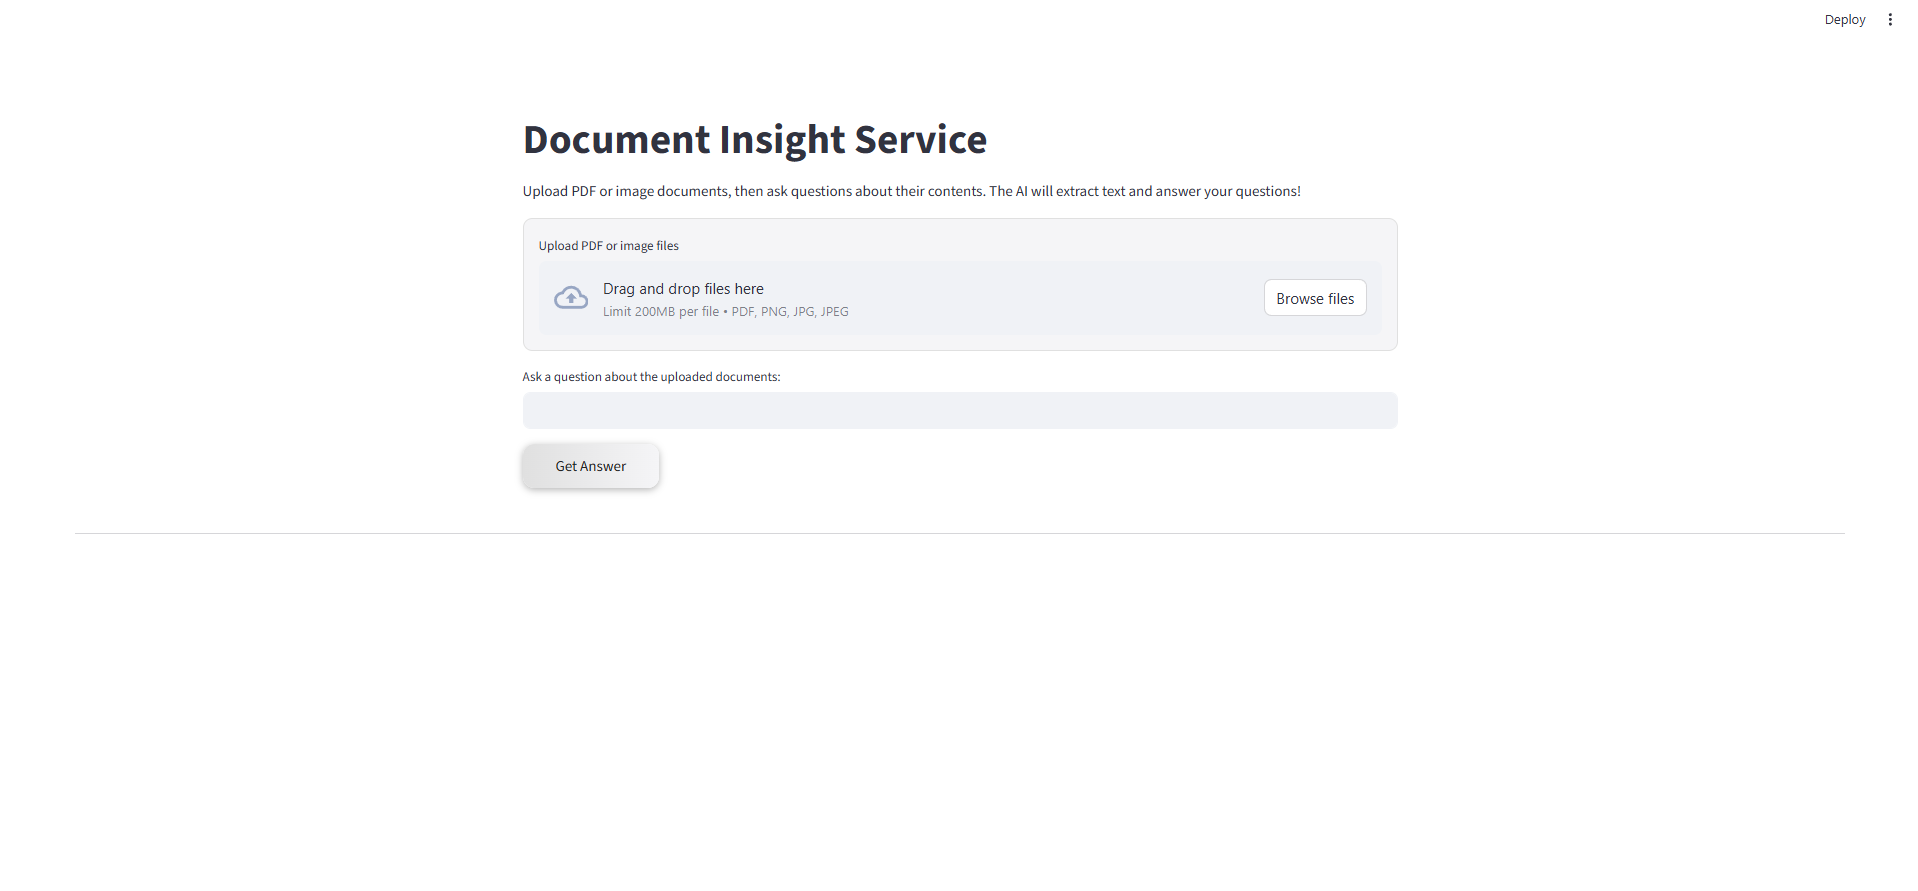 Deploy
Document Insight Service
Upload PDF or image documents, then ask questions about their contents. The AI will extract text and answer your questions!
Upload PDF or image files
Drag and drop files here
Limit 200MB per file • PDF, PNG, JPG, JPEG
Browse files
Ask a question about the uploaded documents:
Get Answer